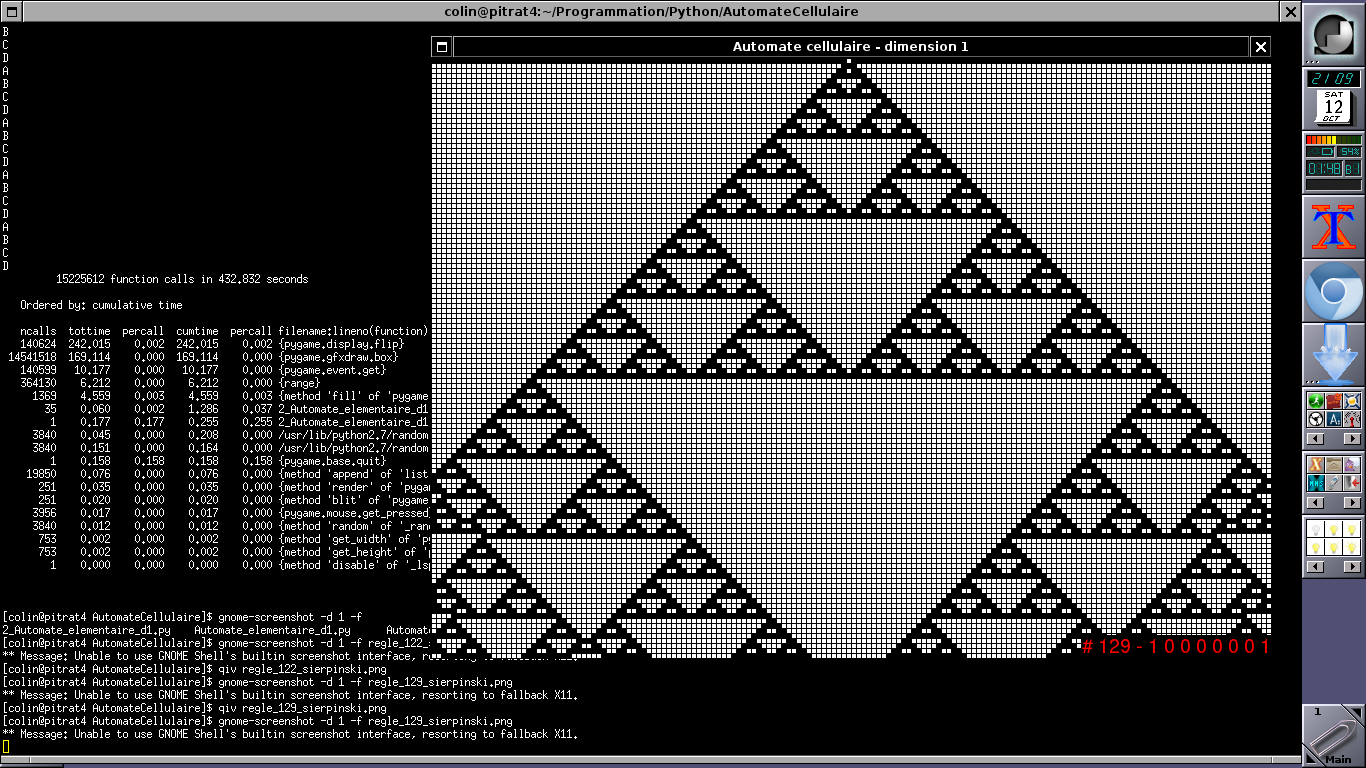 colin@pitrat4:~/Programmation/Python/AutomateCellulaire
B
C
D
A
B
C
D
A
B
C
D
A
B
C
D
A
B
C
D
15225612 function calls in 432.832 seconds
Ordered by: cumulative time
ncalls tottime percall cumtime percall filename:lineno(function)
140624 242.015 0.002 242.015 0.002 {pygame.display.flip}
14541518 169.114 0.000 169.114 0.000 {pygame.gfxdraw.box}
140599 10.177 0.000 10.177 0.000 {pygame.event.get}
364130 6.212 0.000 6.212 0.000 {range}
1369 4.559 0.003 4.559 0.003 {method 'fill' of 'pygame
35 0.060 0.002 1.286 0.037 2_Automate_elementaire_d1
1 0.177 0.177 0.255 0.255 2_Automate_elementaire_d1
3840 0.045 0.000 0.208 0.000 /usr/lib/python2.7/random
3840 0.151 0.000 0.164 0.000 /usr/lib/python2.7/random
1 0.158 0.158 0.158 0.158 {pygame.base.quit}
19850 0.076 0.000 0.076 0.000 {method 'append' of 'list
251 0.035 0.000 0.035 0.000 {method 'render' of 'pyga
251 0.020 0.000 0.020 0.000 {method 'blit' of 'pygame
3956 0.017 0.000 0.017 0.000 {pygame.mouse.get_pressed
3840 0.012 0.000 0.012 0.000 {method 'random' of '_ran
753 0.002 0.000 0.002 0.000 {method 'get_width' of 'py
753 0.002 0.000 0.002 0.000 {method 'get_height' of '
1 0.000 0.000 0.000 0.000 {method 'disable' of '_lsp
[colin@pitrat4 AutomateCellulaire]$ gnome-screenshot -d 1 -f
2_Automate_elementaire_d1.py Automate_elementaire_d1.py Automat
[colin@pitrat4 AutomateCellulaire]$ gnome-screenshot -d 1 -f regle_122_
** Message: Unable to use GNOME Shell's builtin screenshot interface, resorting to fallback X11.
[colin@pitrat4 AutomateCellulaire]$ qiv regle_122_sierpinski.png
[colin@pitrat4 AutomateCellulaire]$ gnome-screenshot -d 1 -f regle_129_sierpinski.png
** Message: Unable to use GNOME Shell's builtin screenshot interface, resorting to fallback X11.
[colin@pitrat4 AutomateCellulaire]$ qiv regle_129_sierpinski.png
[colin@pitrat4 AutomateCellulaire]$ gnome-screenshot -d 1 -f regle_129_sierpinski.png
** Message: Unable to use GNOME Shell's builtin screenshot interface, resorting to fallback X11.
Automate cellulaire - dimension 1
# 129 - 1 0 0 0 0 0 0 1
21:09
SAT
12
OCT
54%
01:48
X
1
Main